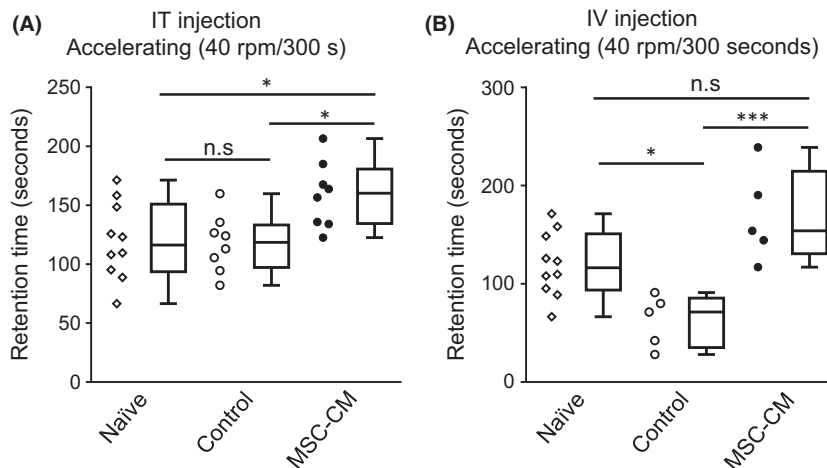 (A)
IT injection
Accelerating (40 rpm/300 s)
Retention time (seconds)
250
200
150
100
50
0
*
*
n.s
Naïve
Control
MSC-CM
(B)
IV injection
Accelerating (40 rpm/300 seconds)
Retention time (seconds)
300
200
100
0
n.s
***
*
Naïve
Control
MSC-CM